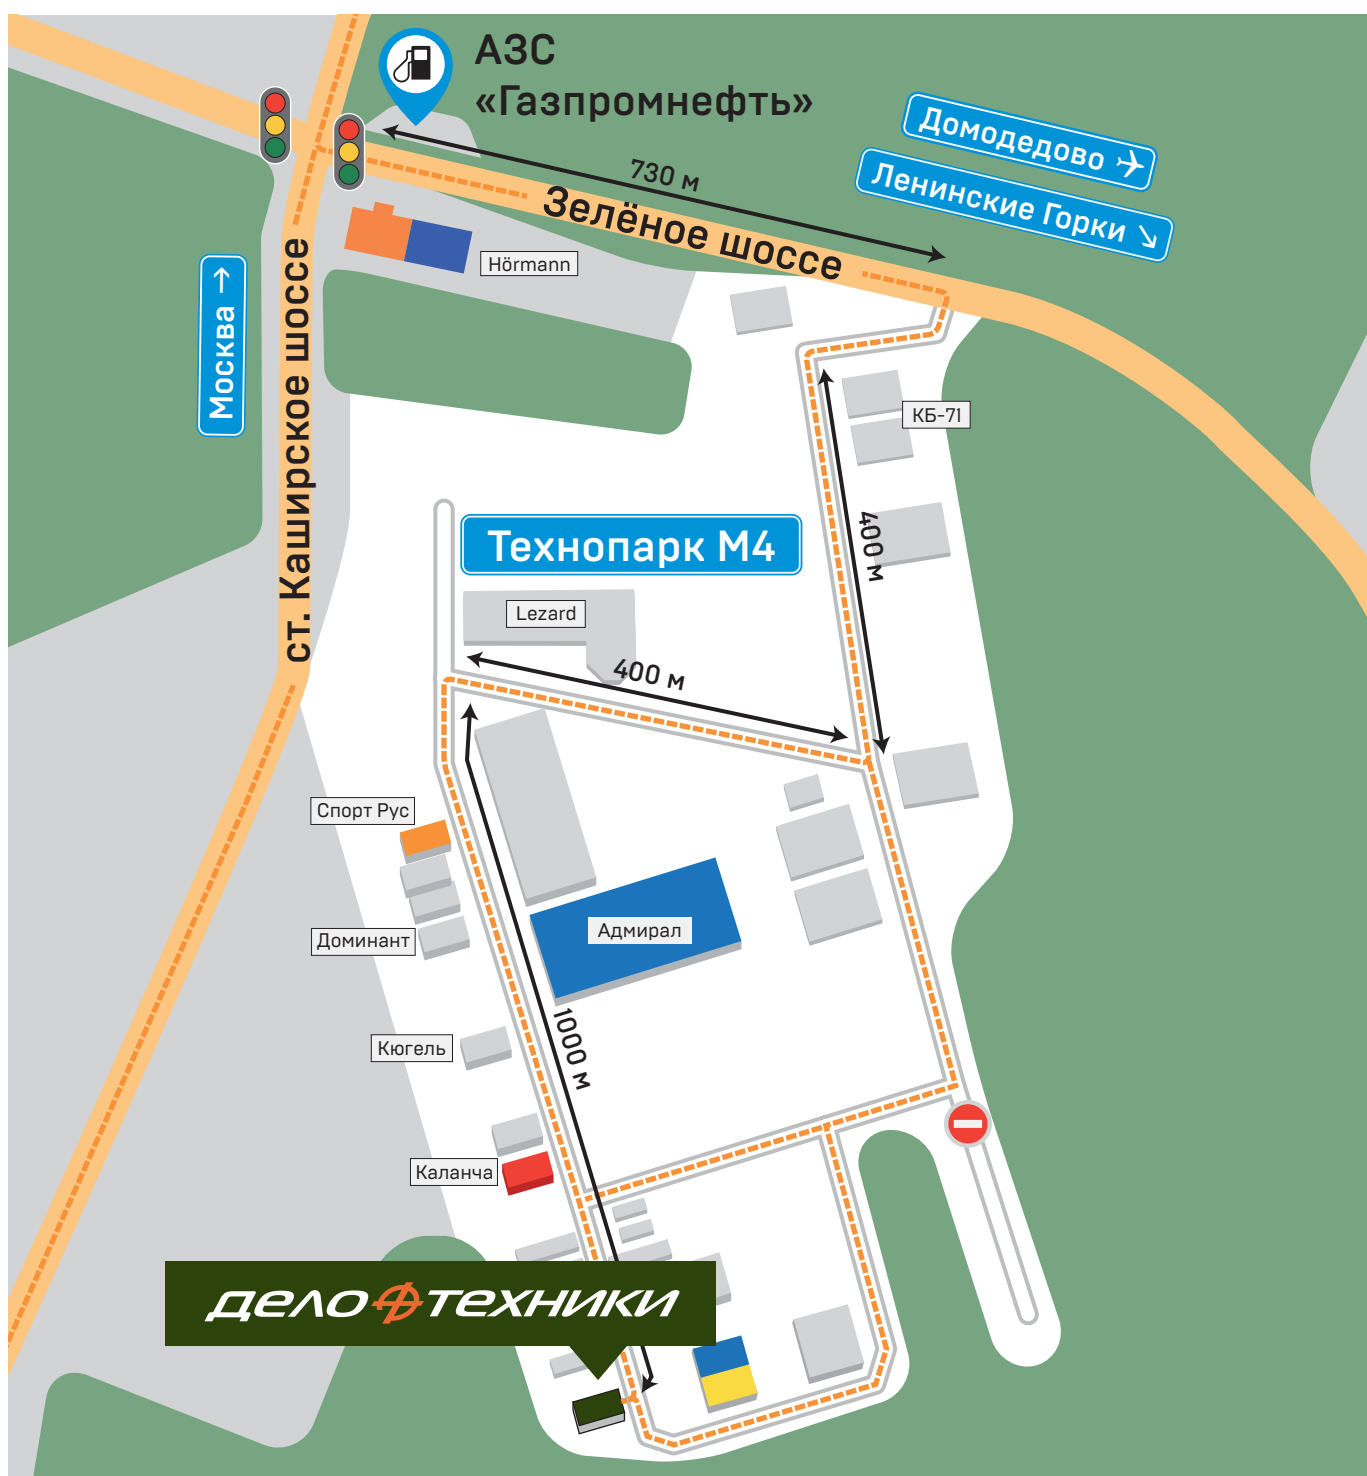 АЗС
«Газпромнефть»
Домодедово
Ленинские Горки ↘
730 м
Зелёное шоссе
Hörmann
Москва →
ст. Каширское шоссе
КБ-71
400 м
Технопарк М4
Lezard
400 м
Спорт Рус
Доминант
Адмирал
1000 м
Кюгель
Каланча
дело техники